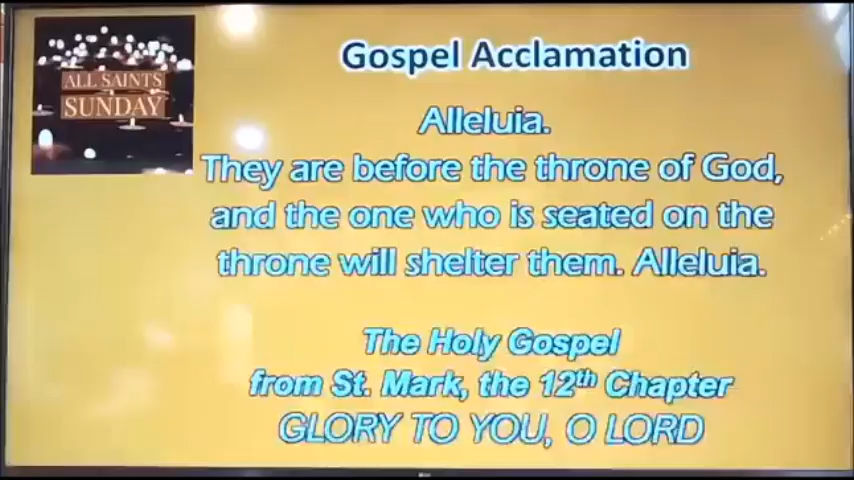 ALL SAINTS
SUNDAY
Gospel Acclamation
Alleluia.
They are before the throne of God,
and the one who is seated on the
throne will shelter them. Alleluia.
The Holy Gospel
from St. Mark, the 12th Chapter
GLORY TO YOU, O LORD